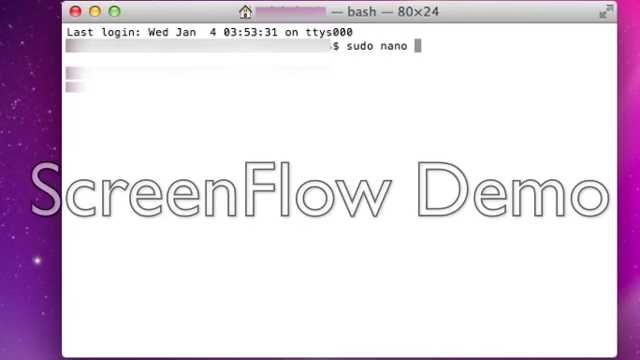 — bash — 80×24
Last login: Wed Jan  4 03:53:31 on ttys000
$ sudo nano
ScreenFlow Demo